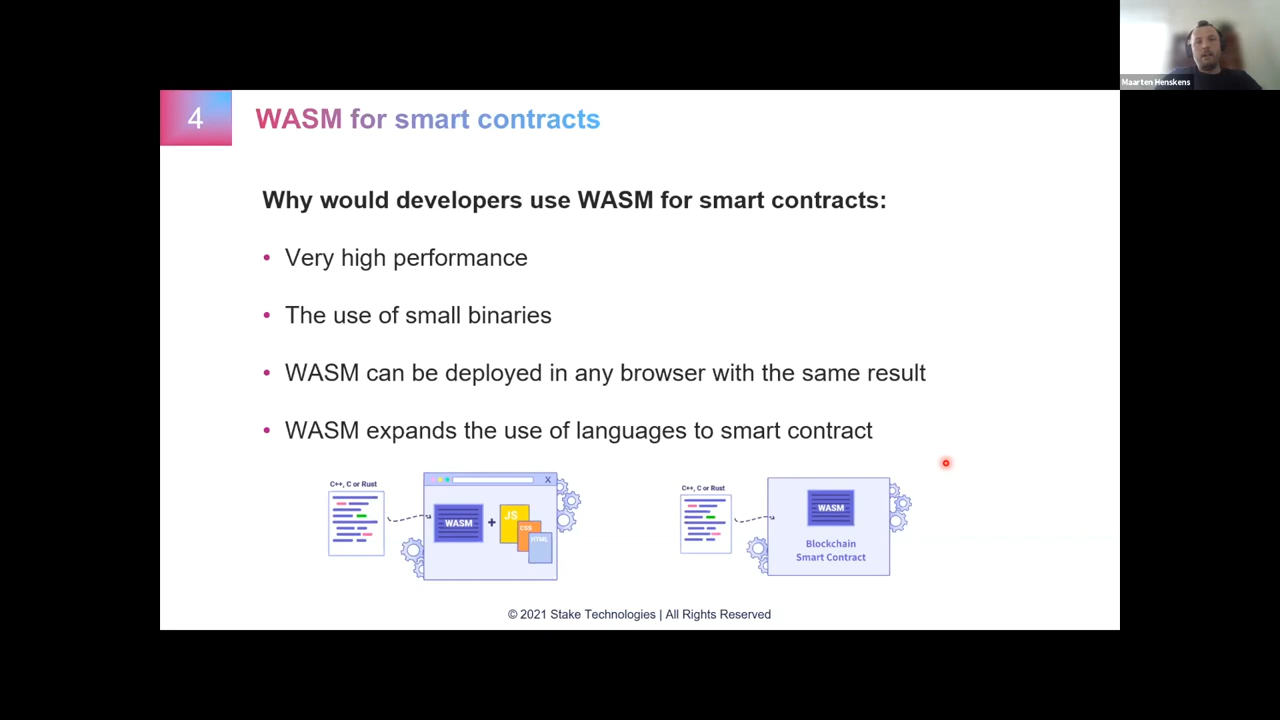 Maarten Henskens
4
WASM for smart contracts
Why would developers use WASM for smart contracts:
• Very high performance
• The use of small binaries
• WASM can be deployed in any browser with the same result
• WASM expands the use of languages to smart contract
C++, C or Rust
X
WASM
+
JS
CSS
HTML
C++, C or Rust
WASM
Blockchain
Smart Contract
© 2021 Stake Technologies | All Rights Reserved